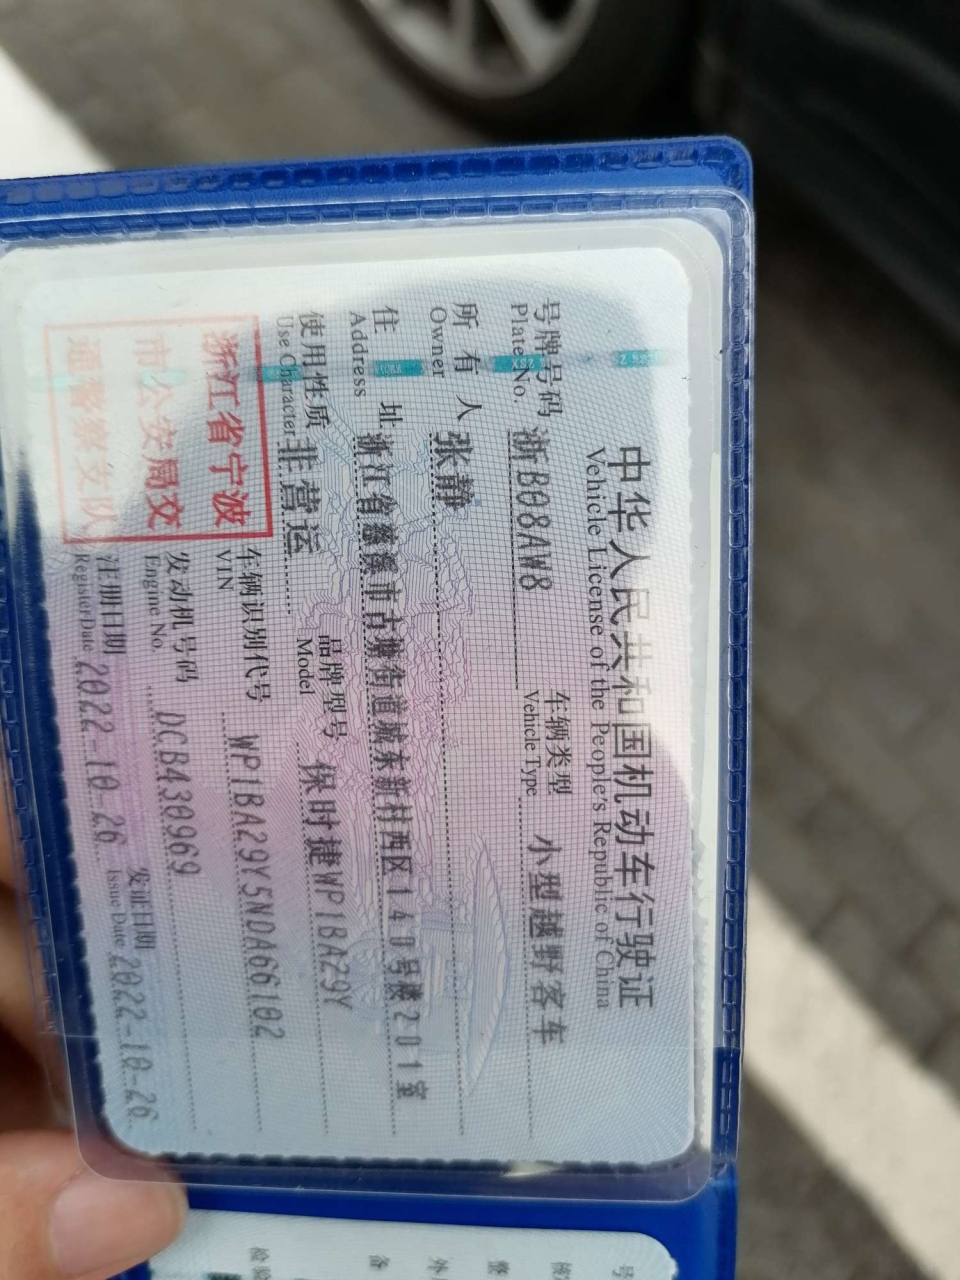 中华人民共和国机动车行驶证
Vehicle License of the People's Republic of China
号牌号码 浙B08AW8 车辆类型 小型越野客车
Plate No. Vehicle Type
所有人 张静
Owner
住址 浙江省慈溪市古塘街道城东新村西区149号楼201室
Address
使用性质 非营运 品牌型号 保时捷WP1BA29Y
Use Character Model
浙江省宁波
市公安局交
通警察支队
车辆识别代号 WP1BA29Y5NDA66102
VIN
发动机号码 DCB430969
Engine No.
注册日期 2022-10-26 发证日期 2022-10-26
Register Date Issue Date
号
核
整
外
备
检验